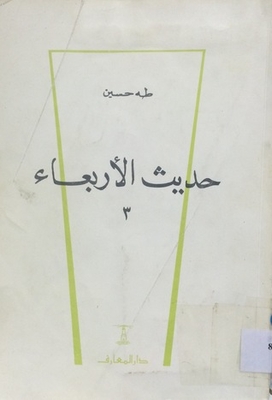 طه حسين
حديث الأربعاء
٣
دار المعارف